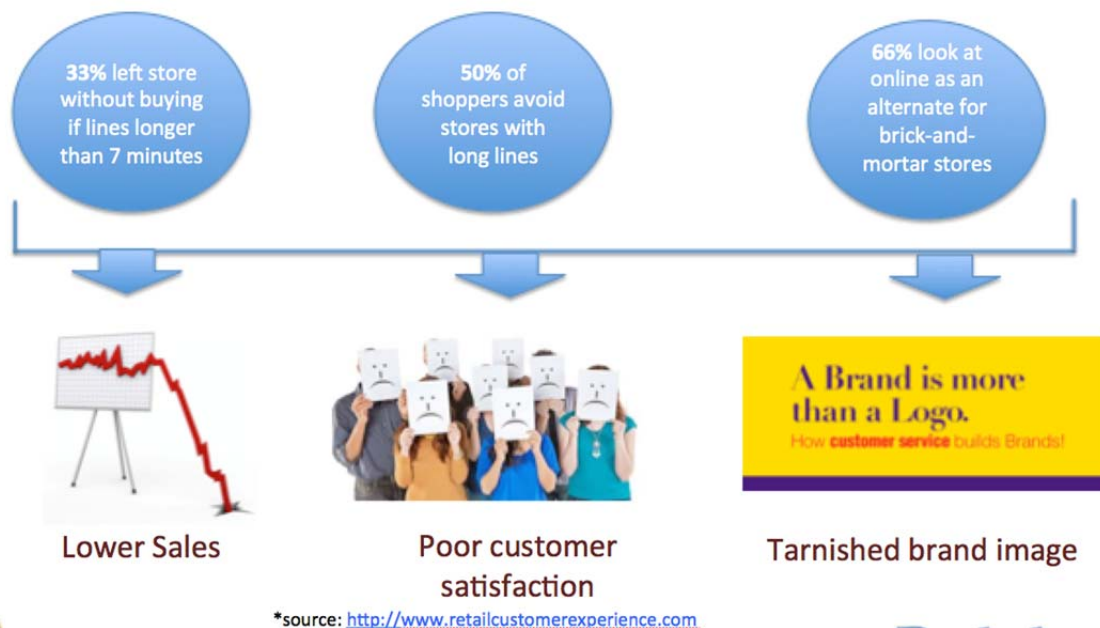 33% left store
without buying
if lines longer
than 7 minutes
50% of
shoppers avoid
stores with
long lines
66% look at
online as an
alternate for
brick-and-
mortar stores
A Brand is more
than a Logo.
How customer service builds Brands!
Lower Sales
Poor customer
satisfaction
Tarnished brand image
*source: http://www.retailcustomerexperience.com